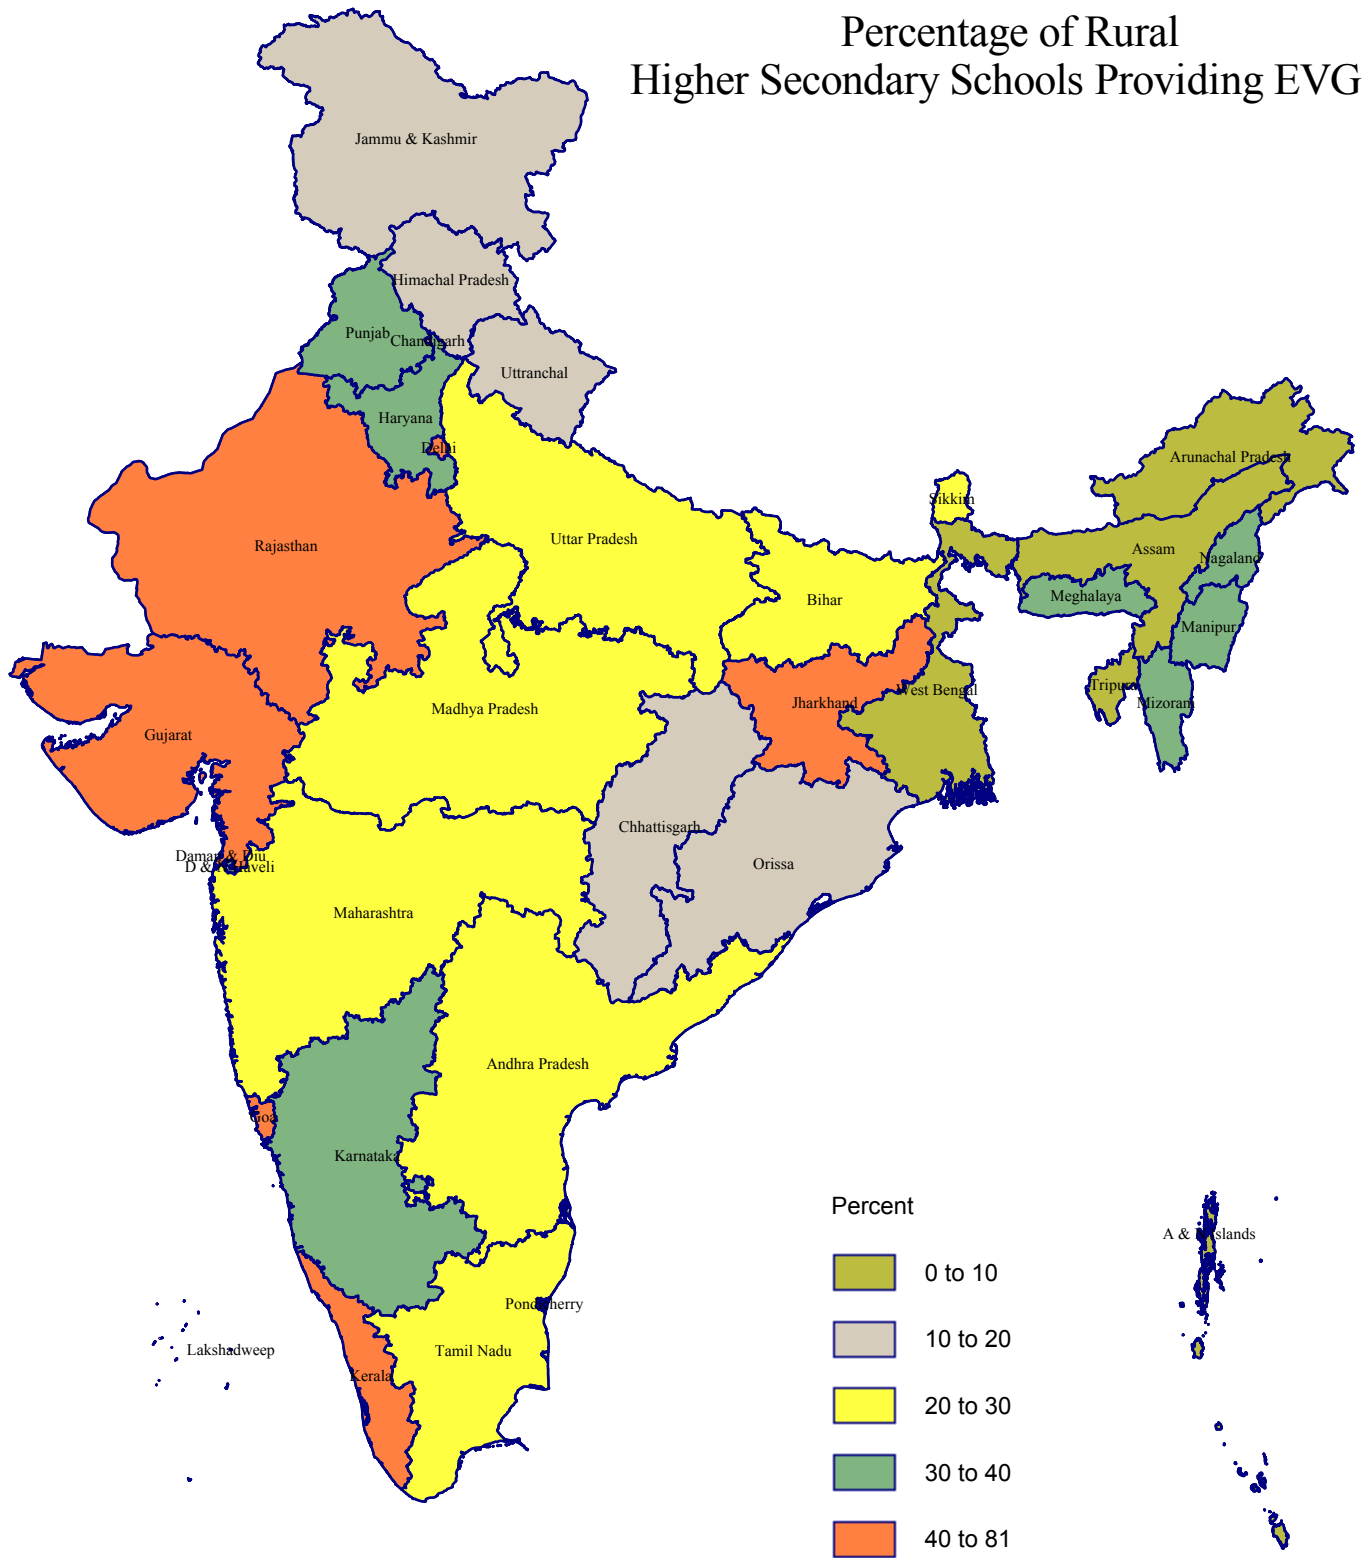 Percentage of Rural
Higher Secondary Schools Providing EVG
Jammu & Kashmir
Himachal Pradesh
Punjab
Chandigarh
Uttranchal
Haryana
Delhi
Arunachal Pradesh
Sikkim
Rajasthan
Uttar Pradesh
Assam
Nagaland
Bihar
Meghalaya
Manipur
Tripura
West Bengal
Jharkhand
Mizoram
Madhya Pradesh
Gujarat
Chhattisgarh
Daman & Diu
D & N Haveli
Orissa
Maharashtra
Andhra Pradesh
Goa
Karnataka
Percent
A & N Islands
0 to 10
Pondicherry
10 to 20
Lakshadweep
Tamil Nadu
Kerala
20 to 30
30 to 40
40 to 81